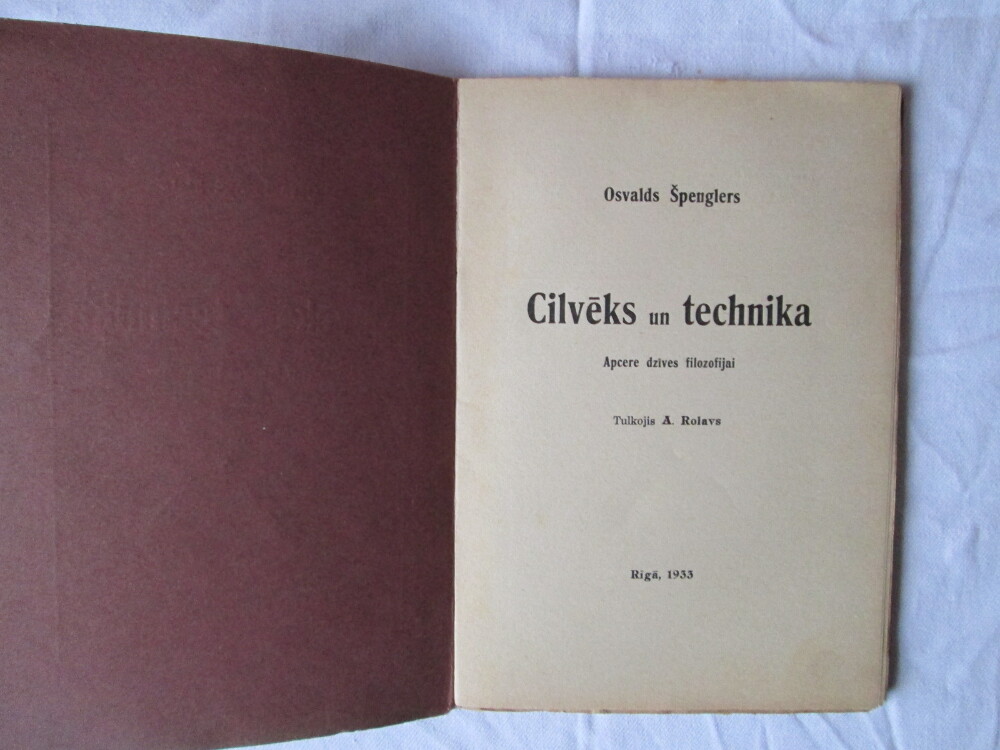 Osvalds Špenglers
Cilvēks un technika
Apcere dzīves filozofijai
Tulkojis A. Rolavs
Rīgā, 1933